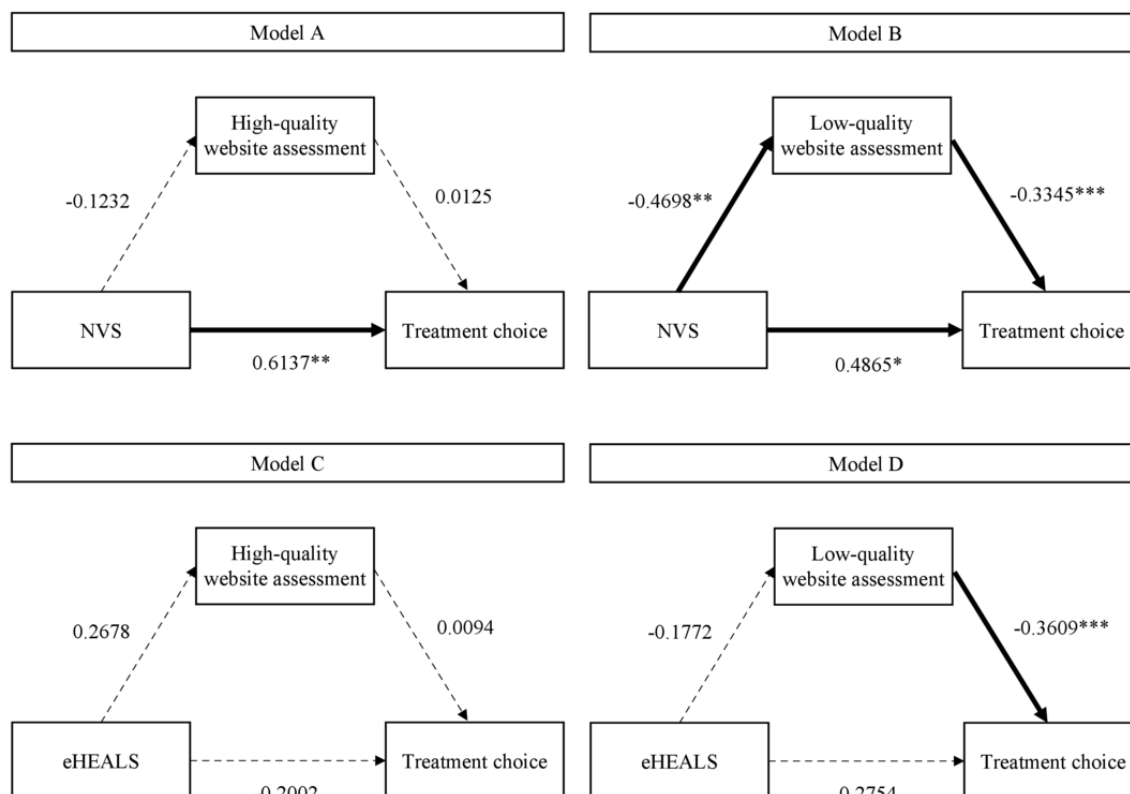 Model A
High-quality
website assessment
-0.1232
0.0125
NVS
Treatment choice
0.6137**
Model B
Low-quality
website assessment
-0.4698**
-0.3345***
NVS
Treatment choice
0.4865*
Model C
High-quality
website assessment
0.2678
0.0094
eHEALS
Treatment choice
Model D
Low-quality
website assessment
-0.1772
-0.3609***
eHEALS
Treatment choice